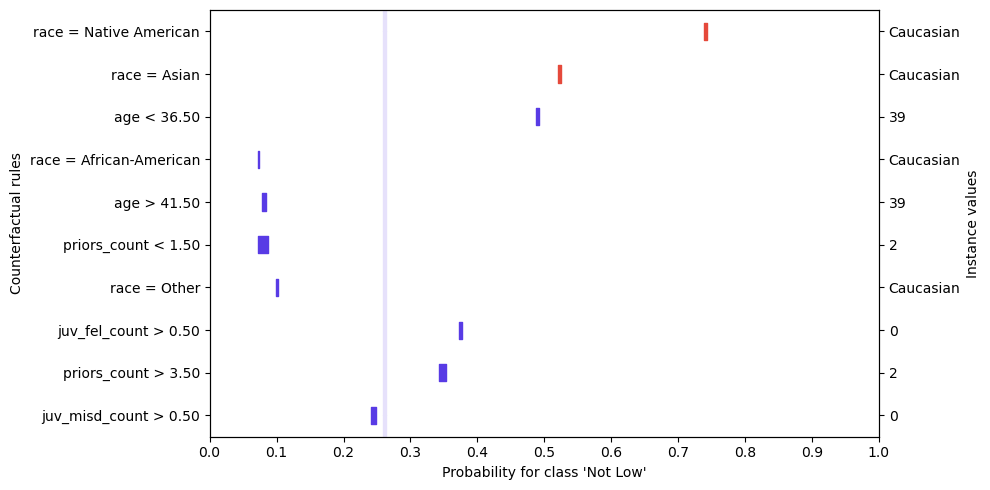 race = Native American Caucasian
race = Asian Caucasian
age < 36.50 39
race = African-American Caucasian
age > 41.50 39
priors_count < 1.50 2
race = Other Caucasian
juv_fel_count > 0.50 0
priors_count > 3.50 2
juv_misd_count > 0.50 0
Counterfactual rules
Instance values
0.0 0.1 0.2 0.3 0.4 0.5 0.6 0.7 0.8 0.9 1.0
Probability for class 'Not Low'